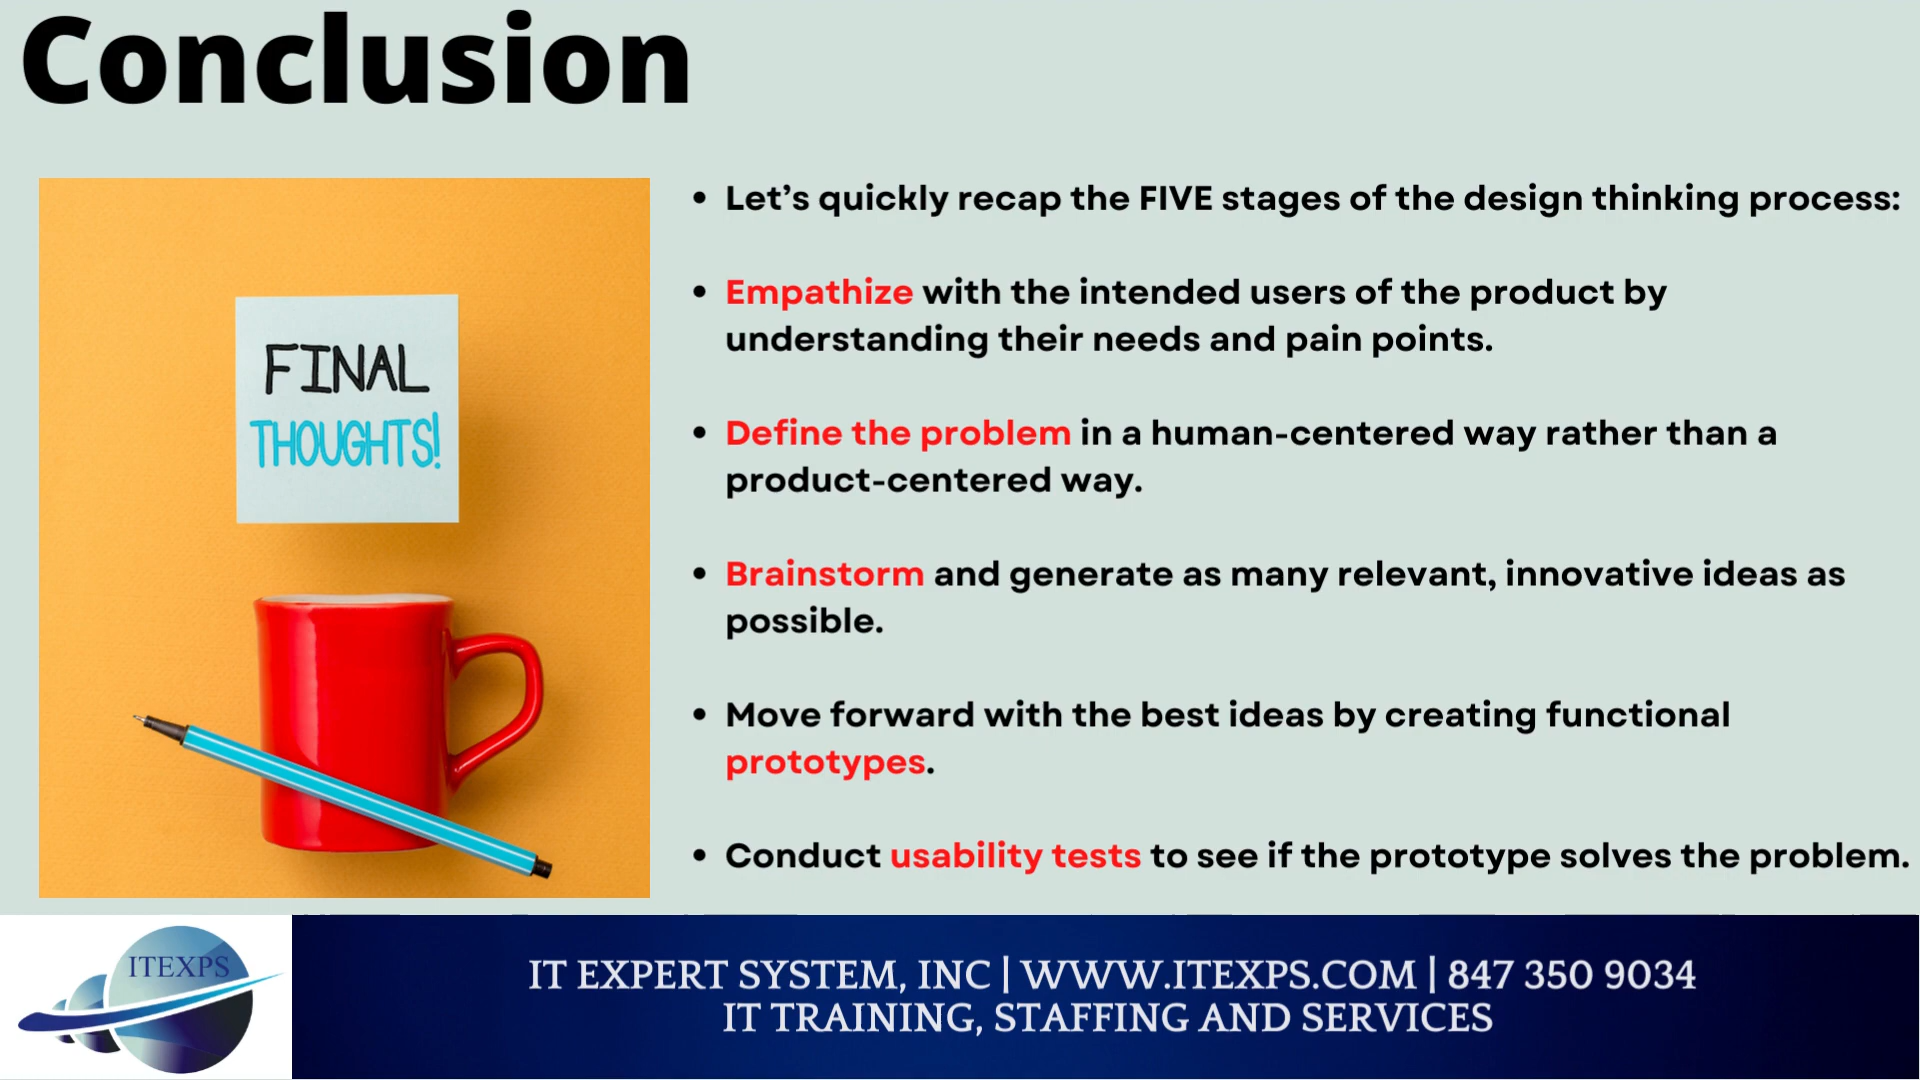 Conclusion
FINAL
THOUGHTS!
• Let’s quickly recap the FIVE stages of the design thinking process:
• Empathize with the intended users of the product by
understanding their needs and pain points.
• Define the problem in a human-centered way rather than a
product-centered way.
• Brainstorm and generate as many relevant, innovative ideas as
possible.
• Move forward with the best ideas by creating functional
prototypes.
• Conduct usability tests to see if the prototype solves the problem.
ITEXPS
IT EXPERT SYSTEM, INC | WWW.ITEXPS.COM | 847 350 9034
IT TRAINING, STAFFING AND SERVICES